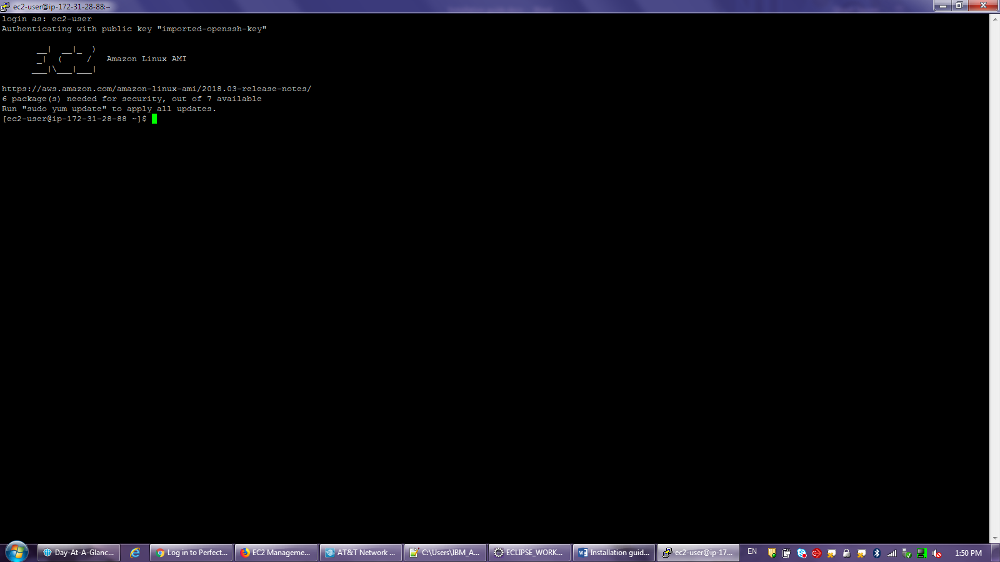 ec2-user@ip-172-31-28-88:~
login as: ec2-user
Authenticating with public key "imported-openssh-key"
       __|  __|_  )
       _|  (     /   Amazon Linux AMI
      ___|\___|___|
https://aws.amazon.com/amazon-linux-ami/2018.03-release-notes/
6 package(s) needed for security, out of 7 available
Run "sudo yum update" to apply all updates.
[ec2-user@ip-172-31-28-88 ~]$
Day-At-A-Glanc... Log in to Perfect... EC2 Manageme... AT&T Network ... C:\Users\IBM_A... ECLIPSE_WORK... Installation guid... ec2-user@ip-17... EN 1:50 PM